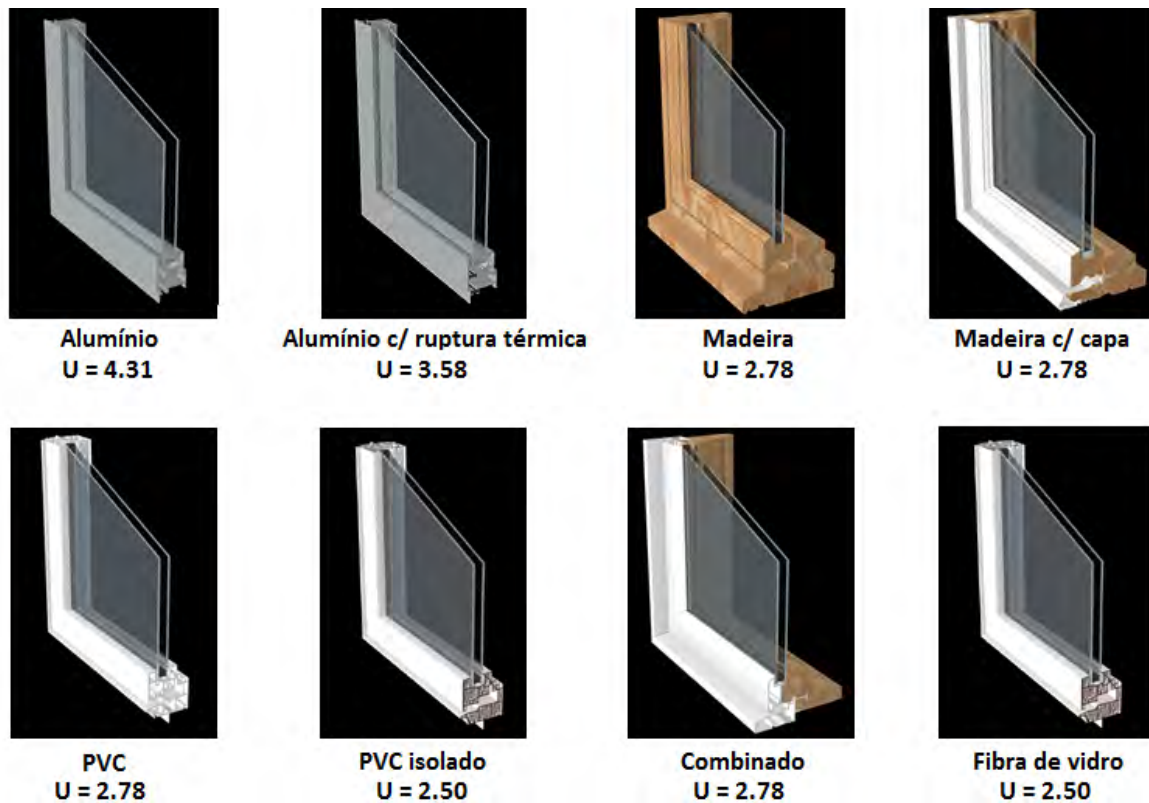 Alumínio
U = 4.31
Alumínio c/ ruptura térmica
U = 3.58
Madeira
U = 2.78
Madeira c/ capa
U = 2.78
PVC
U = 2.78
PVC isolado
U = 2.50
Combinado
U = 2.78
Fibra de vidro
U = 2.50